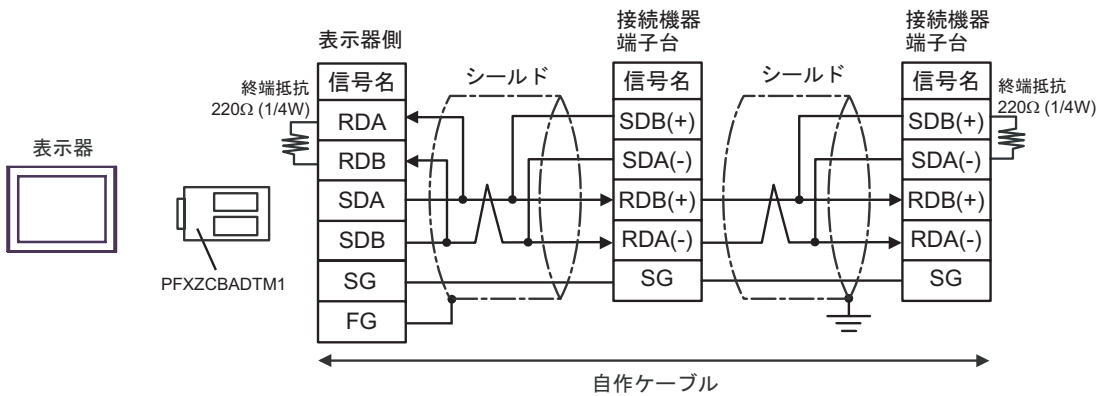 表示器
PFXZCBADTM1
終端抵抗
220Ω (1/4W)
表示器側
信号名
RDA
RDB
SDA
SDB
SG
FG
シールド
接続機器
端子台
信号名
SDB(+)
SDA(-)
RDB(+)
RDA(-)
SG
シールド
接続機器
端子台
信号名
SDB(+)
SDA(-)
RDB(+)
RDA(-)
SG
終端抵抗
220Ω (1/4W)
自作ケーブル